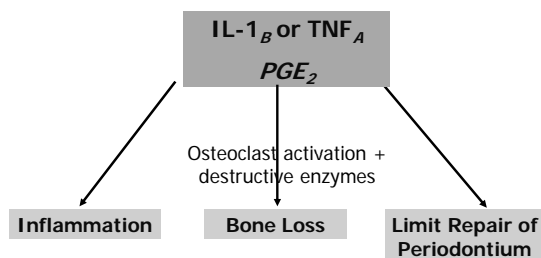 IL-1B or TNFA
PGE2
Osteoclast activation +
destructive enzymes
Inflammation
Bone Loss
Limit Repair of
Periodontium